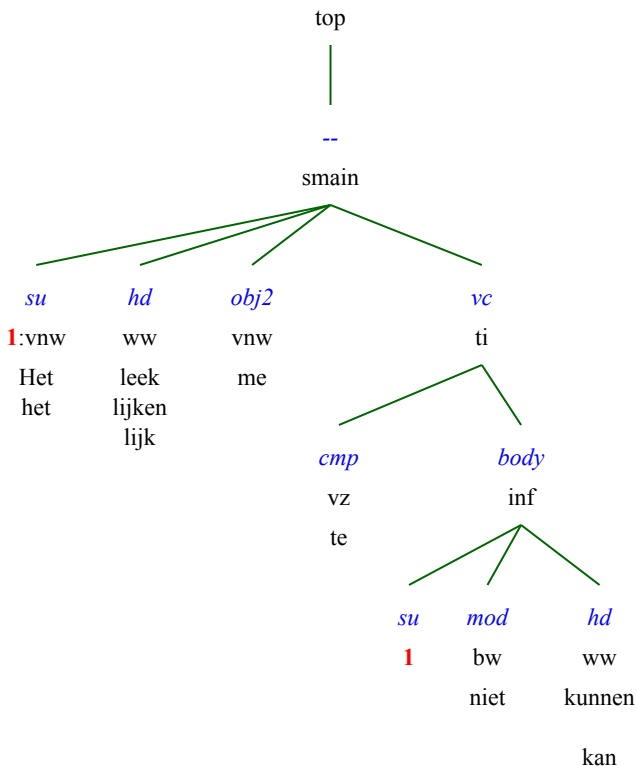 top
--
smain
su hd obj2 vc
1:vnw ww vnw ti
Het leek me
het lijken
lijk
cmp body
vz inf
te
su mod hd
1 bw ww
niet kunnen
kan